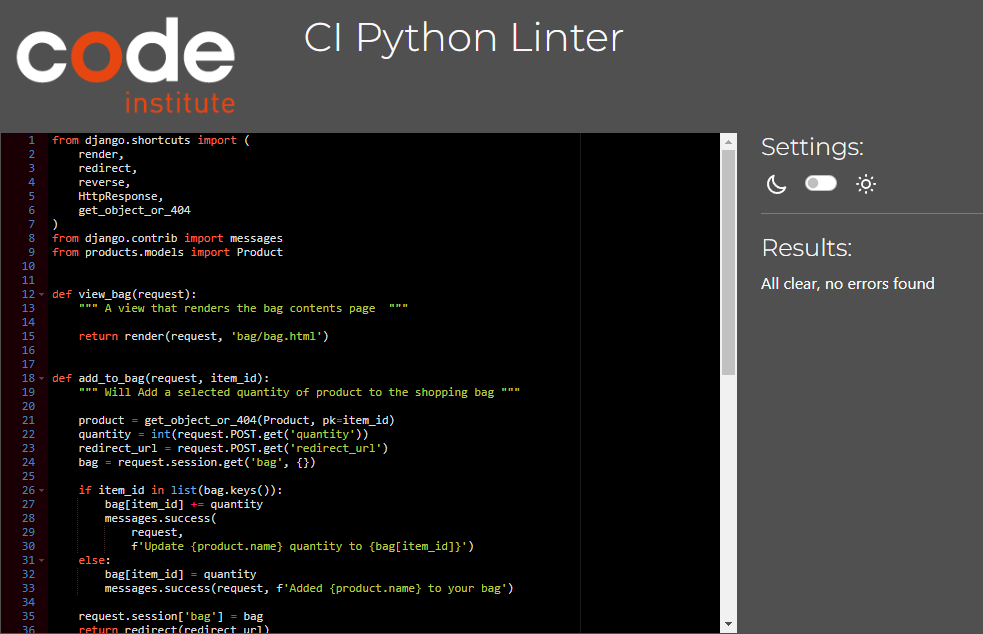 code
institute
CI Python Linter
1 from django.shortcuts import (
2     render,
3     redirect,
4     reverse,
5     HttpResponse,
6     get_object_or_404
7 )
8 from django.contrib import messages
9 from products.models import Product
10
11
12 def view_bag(request):
13     """ A view that renders the bag contents page  """
14
15     return render(request, 'bag/bag.html')
16
17
18 def add_to_bag(request, item_id):
19     """ Will Add a selected quantity of product to the shopping bag """
20
21     product = get_object_or_404(Product, pk=item_id)
22     quantity = int(request.POST.get('quantity'))
23     redirect_url = request.POST.get('redirect_url')
24     bag = request.session.get('bag', {})
25
26     if item_id in list(bag.keys()):
27         bag[item_id] += quantity
28         messages.success(
29             request,
30             f'Update {product.name} quantity to {bag[item_id]}')
31     else:
32         bag[item_id] = quantity
33         messages.success(request, f'Added {product.name} to your bag')
34
35     request.session['bag'] = bag
36     return redirect(redirect_url)
Settings:
Results:
All clear, no errors found